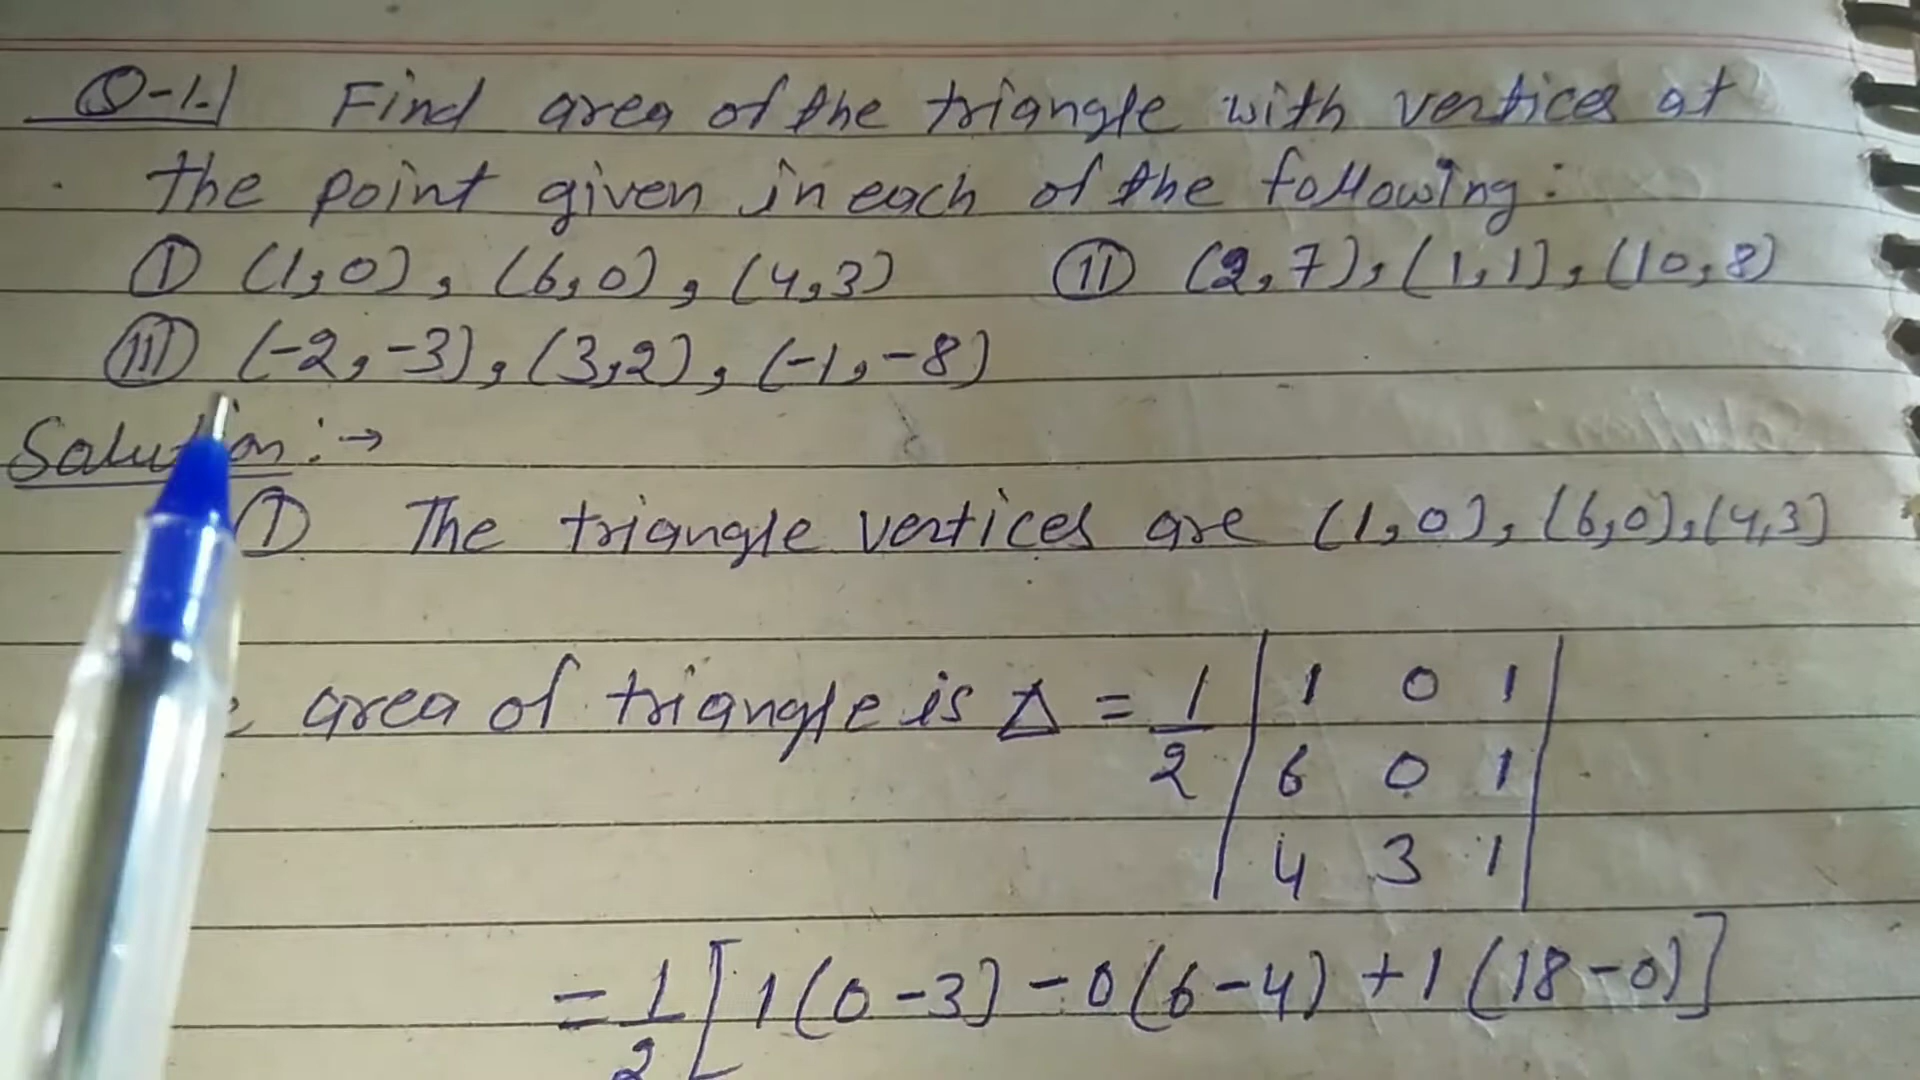 Q-1. Find area of the triangle with vertices at
the point given in each of the following:
(I) (1,0), (6,0), (4,3) (II) (2,7), (1,1), (10,8)
(III) (-2,-3), (3,2), (-1,-8)
Solution:→
(I) The triangle vertices are (1,0), (6,0), (4,3)
area of triangle is Δ = 1/2 | 1 0 1 |
| 6 0 1 |
| 4 3 1 |
= 1/2 [1(0-3) - 0(6-4) + 1(18-0)]